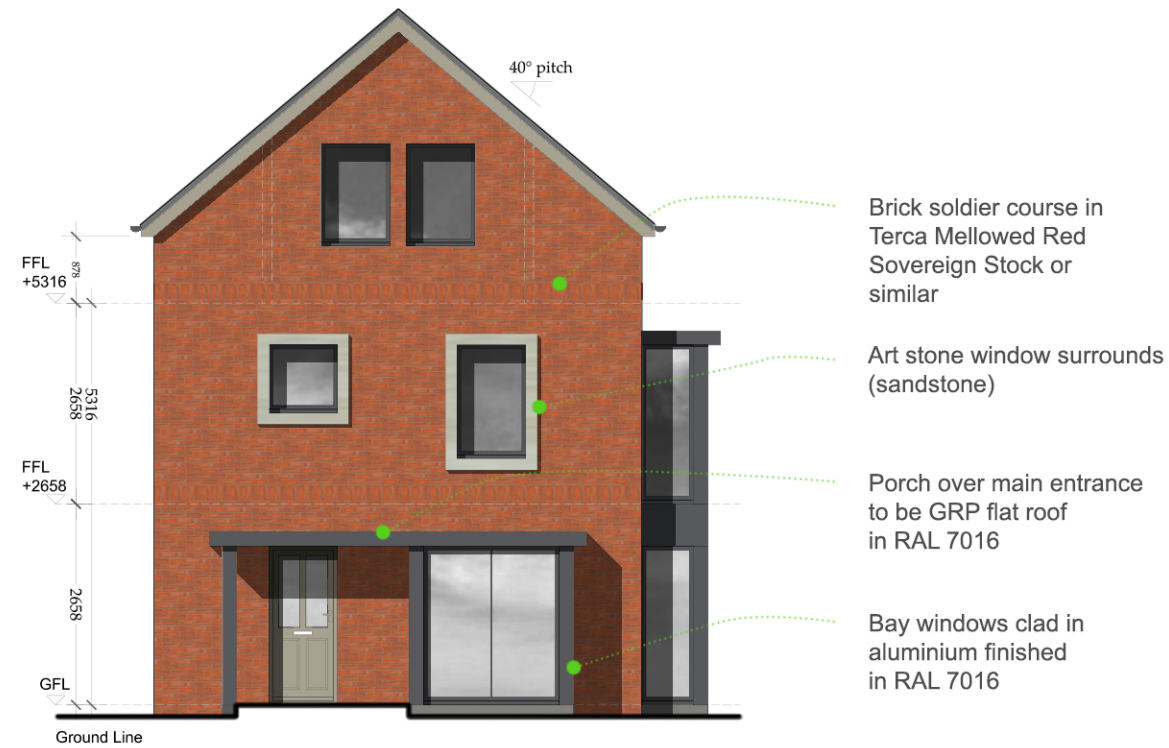 40° pitch
FFL
+5316
878
Brick soldier course in
Terca Mellowed Red
Sovereign Stock or
similar
Art stone window surrounds
(sandstone)
5316
2658
FFL
+2658
Porch over main entrance
to be GRP flat roof
in RAL 7016
2658
Bay windows clad in
aluminium finished
in RAL 7016
GFL
Ground Line